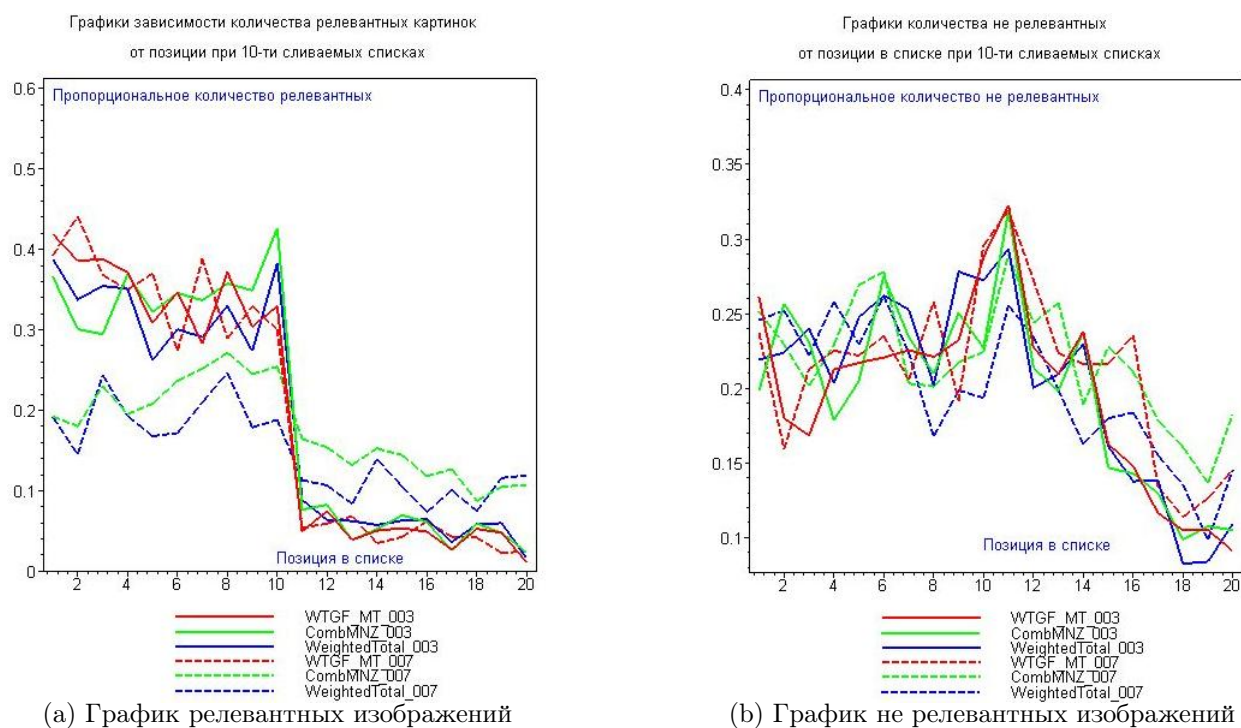 Графики зависимости количества релевантных картинок
от позиции при 10-ти сливаемых списках
0.6
Пропорциональное количество релевантных
0.5
0.4
0.3
0.2
0.1
Позиция в списке
0
2 4 6 8 10 12 14 16 18 20
WTGF_MT_003
CombMNZ_003
WeightedTotal_003
WTGF_MT_007
CombMNZ_007
WeightedTotal_007
(a) График релевантных изображений
Графики количества не релевантных
от позиции в списке при 10-ти сливаемых списках
0.4
Пропорциональное количество не релевантных
0.35
0.3
0.25
0.2
0.15
0.1
Позиция в списке
2 4 6 8 10 12 14 16 18 20
WTGF_MT_003
CombMNZ_003
WeightedTotal_003
WTGF_MT_007
CombMNZ_007
WeightedTotal_007
(b) График не релевантных изображений